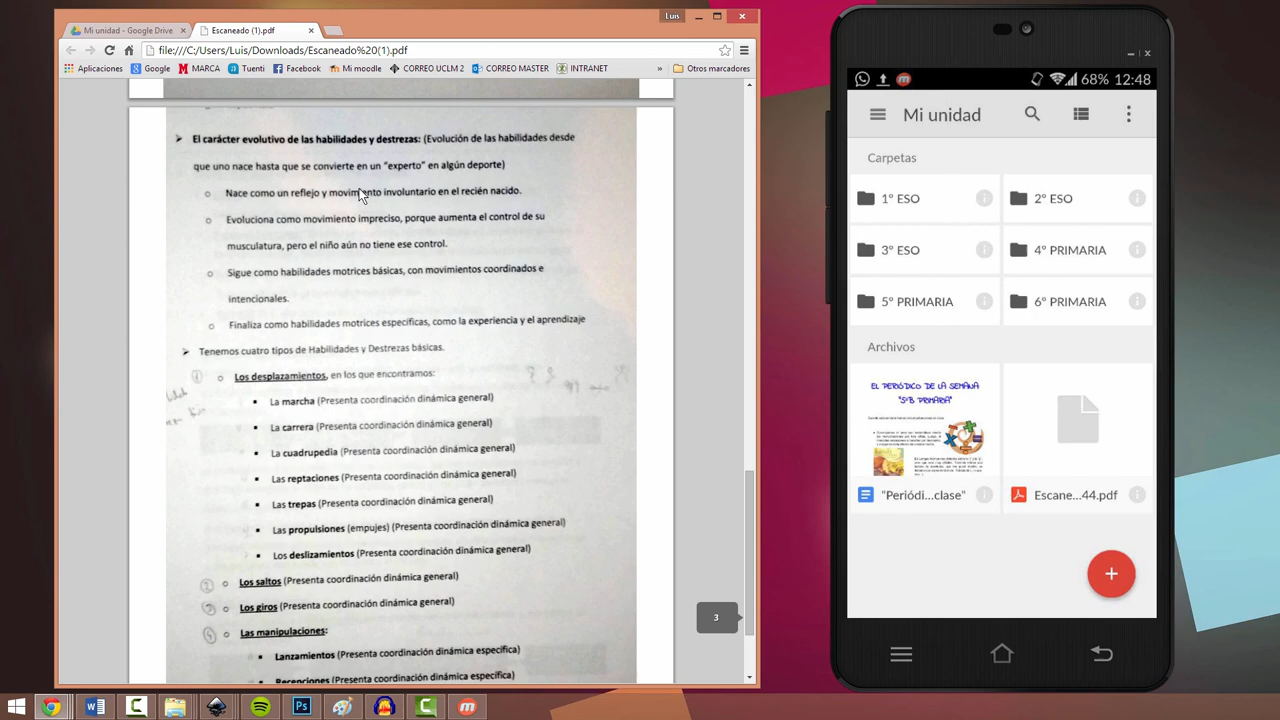 Luis
Mi unidad - Google Drive
Escaneado (1).pdf
file:///C:/Users/Luis/Downloads/Escaneado%20(1).pdf
Aplicaciones
Google
MARCA
Tuenti
Facebook
Mi moodle
CORREO UCLM 2
CORREO MASTER
INTRANET
»
Otros marcadores
El carácter evolutivo de las habilidades y destrezas: (Evolución de las habilidades desde
que uno nace hasta que se convierte en un "experto" en algún deporte)
Nace como un reflejo y movimiento involuntario en el recién nacido.
Evoluciona como movimiento impreciso, porque aumenta el control de su
musculatura, pero el niño aún no tiene ese control.
Sigue como habilidades motrices básicas, con movimientos coordinados e
intencionales.
Finaliza como habilidades motrices específicas, como la experiencia y el aprendizaje
Tenemos cuatro tipos de Habilidades y Destrezas básicas.
1 Los desplazamientos, en los que encontramos:
La marcha (Presenta coordinación dinámica general)
La carrera (Presenta coordinación dinámica general)
La cuadrupedia (Presenta coordinación dinámica general)
Las reptaciones (Presenta coordinación dinámica general)
Las trepas (Presenta coordinación dinámica general)
Las propulsiones (empujes) (Presenta coordinación dinámica general)
Los deslizamientos (Presenta coordinación dinámica general)
2 Los saltos (Presenta coordinación dinámica general)
3 Los giros (Presenta coordinación dinámica general)
4 Las manipulaciones:
Lanzamientos (Presenta coordinación dinámica específica)
Recepciones (Presenta coordinación dinámica específica)
3
68% 12:48
Mi unidad
Carpetas
1º ESO
2º ESO
3º ESO
4º PRIMARIA
5º PRIMARIA
6º PRIMARIA
Archivos
EL PERIÓDICO DE LA SEMANA
"5ºB PRIMARIA"
"Periódi...clase"
Escane...44.pdf
+